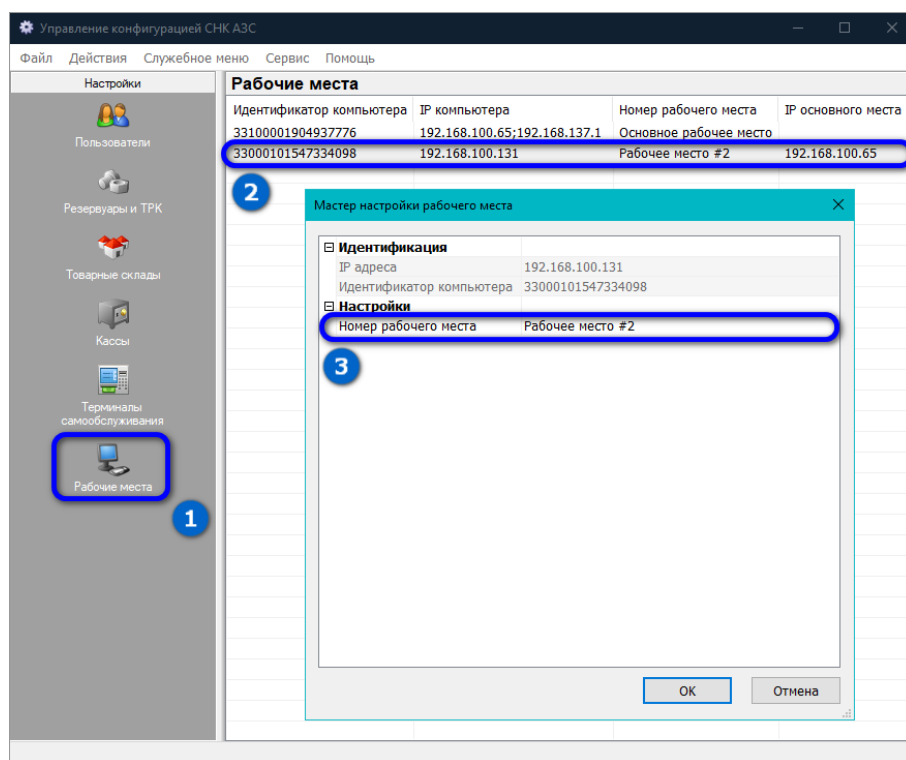 Управление конфигурацией СНК АЗС
Файл Действия Служебное меню Сервис Помощь
Настройки
Пользователи
Резервуары и ТРК
Товарные склады
Кассы
Терминалы
самообслуживания
Рабочие места
1
Рабочие места
Идентификатор компьютера IP компьютера Номер рабочего места IP основного места
33100001904937776 192.168.100.65;192.168.137.1 Основное рабочее место
33000101547334098 192.168.100.131 Рабочее место #2 192.168.100.65
2
Мастер настройки рабочего места
Идентификация
IP адреса 192.168.100.131
Идентификатор компьютера 33000101547334098
Настройки
Номер рабочего места Рабочее место #2
3
OK Отмена